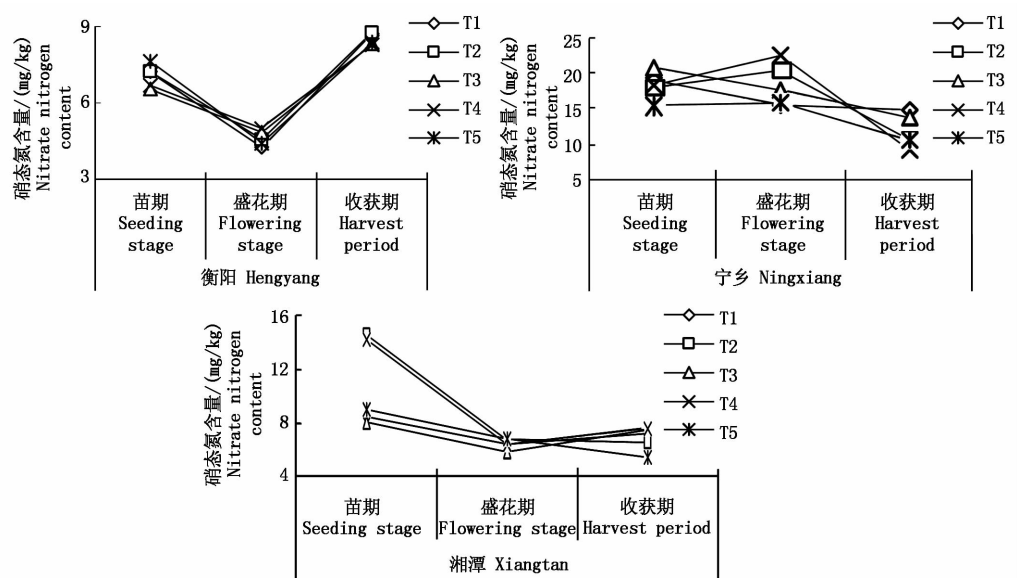 硝态氮含量/(mg/kg)
Nitrate nitrogen
content
9
6
3
T1
T2
T3
T4
T5
苗期
Seeding
stage
盛花期
Flowering
stage
收获期
Harvest
period
衡阳 Hengyang
硝态氮含量/(mg/kg)
Nitrate nitrogen
content
25
20
15
10
5
T1
T2
T3
T4
T5
苗期
Seeding
stage
盛花期
Flowering
stage
收获期
Harvest
period
宁乡 Ningxiang
硝态氮含量/(mg/kg)
Nitrate nitrogen
content
16
12
8
4
T1
T2
T3
T4
T5
苗期
Seeding stage
盛花期
Flowering stage
收获期
Harvest period
湘潭 Xiangtan